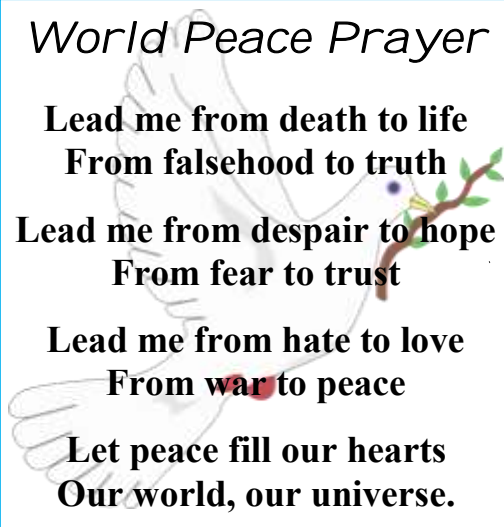 World Peace Prayer
Lead me from death to life
From falsehood to truth
Lead me from despair to hope
From fear to trust
Lead me from hate to love
From war to peace
Let peace fill our hearts
Our world, our universe.